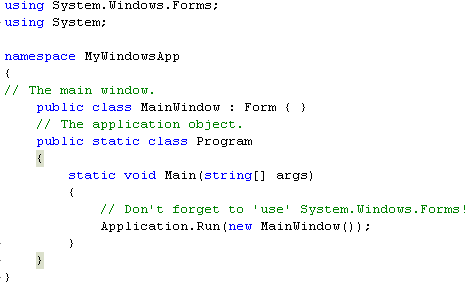 using System.Windows.Forms;
using System;

namespace MyWindowsApp
{
// The main window.
    public class MainWindow : Form { }
    // The application object.
    public static class Program
    {
        static void Main(string[] args)
        {
            // Don't forget to 'use' System.Windows.Forms!
            Application.Run(new MainWindow());
        }
    }
}